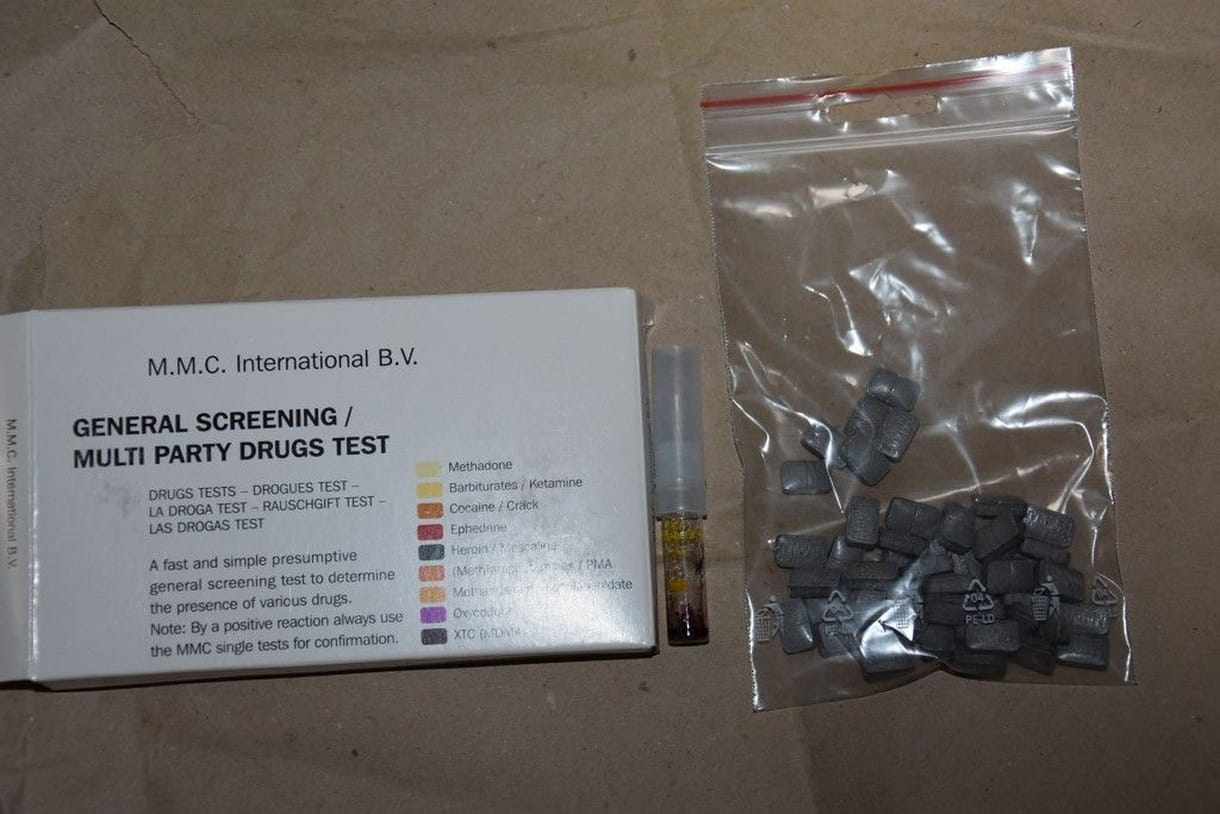 M.M.C. International B.V.
M.M.C. International B.V.
GENERAL SCREENING /
MULTI PARTY DRUGS TEST
DRUGS TESTS – DROGUES TEST –
LA DROGA TEST – RAUSCHGIFT TEST –
LAS DROGAS TEST
A fast and simple presumptive
general screening test to determine
the presence of various drugs.
Note: By a positive reaction always use
the MMC single tests for confirmation.
Methadone
Barbiturates / Ketamine
Cocaine / Crack
Ephedrine
Heroin / Mescaline
/ PMA
Oxycodone
XTC (MDMA)
04
PE-LD